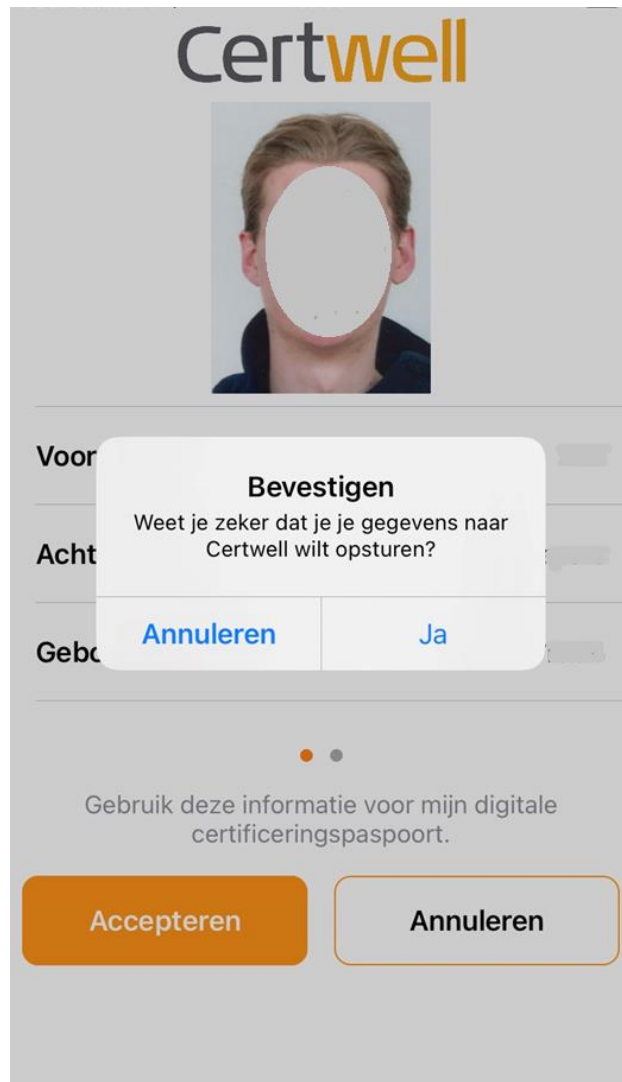 Certwell
Voor
Bevestigen
Weet je zeker dat je je gegevens naar
Certwell wilt opsturen?
Acht
Annuleren Ja
Gebo
Gebruik deze informatie voor mijn digitale
certificeringspaspoort.
Accepteren Annuleren